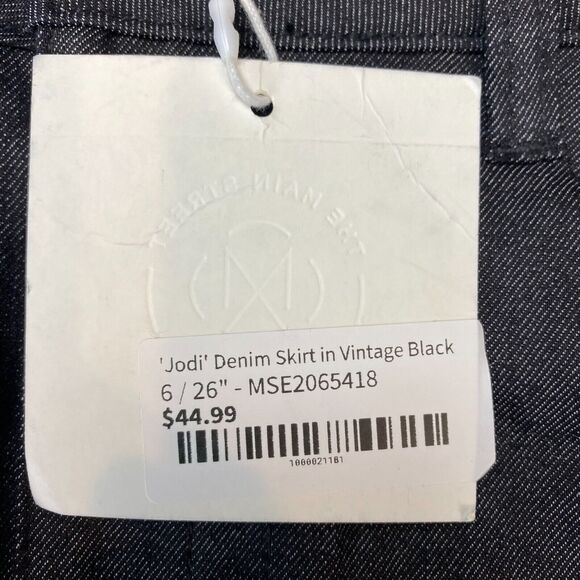 THE MAIN STREET
M
'Jodi' Denim Skirt in Vintage Black
6 / 26" - MSE2065418
$44.99
1000021181